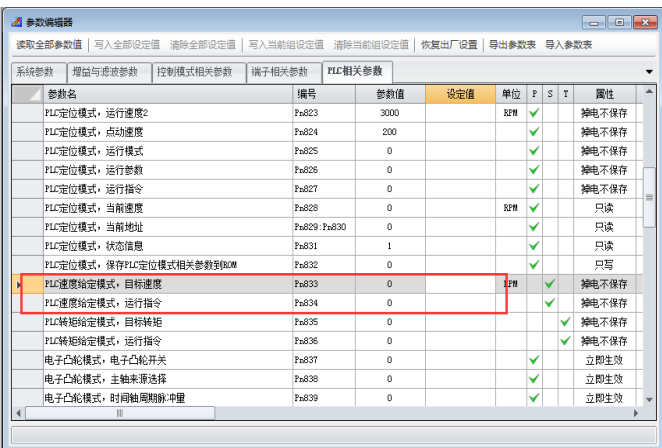 参数编辑器
读取全部参数值 写入全部设定值 清除全部设定值 写入当前组设定值 清除当前组设定值 恢复出厂设置 导出参数表 导入参数表
系统参数 增益与滤波参数 控制模式相关参数 端子相关参数 PLC相关参数
参数名 编号 参数值 设定值 单位 P S T 属性
PLC定位模式，运行速度2 Pn823 3000 RPM 掉电不保存
PLC定位模式，点动速度 Pn824 200 掉电不保存
PLC定位模式，运行模式 Pn825 0 掉电不保存
PLC定位模式，运行参数 Pn826 0 掉电不保存
PLC定位模式，运行指令 Pn827 0 掉电不保存
PLC定位模式，当前速度 Pn828 0 RPM 只读
PLC定位模式，当前地址 Pn829:Pn830 0 只读
PLC定位模式，状态信息 Pn831 1 只读
PLC定位模式，保存PLC定位模式相关参数到ROM Pn832 0 只写
PLC速度给定模式，目标速度 Pn833 0 RPM 掉电不保存
PLC速度给定模式，运行指令 Pn834 0 掉电不保存
PLC转矩给定模式，目标转矩 Pn835 0 掉电不保存
PLC转矩给定模式，运行指令 Pn836 0 掉电不保存
电子凸轮模式，电子凸轮开关 Pn837 0 立即生效
电子凸轮模式，主轴来源选择 Pn838 0 立即生效
电子凸轮模式，时间轴周期脉冲量 Pn839 0 立即生效